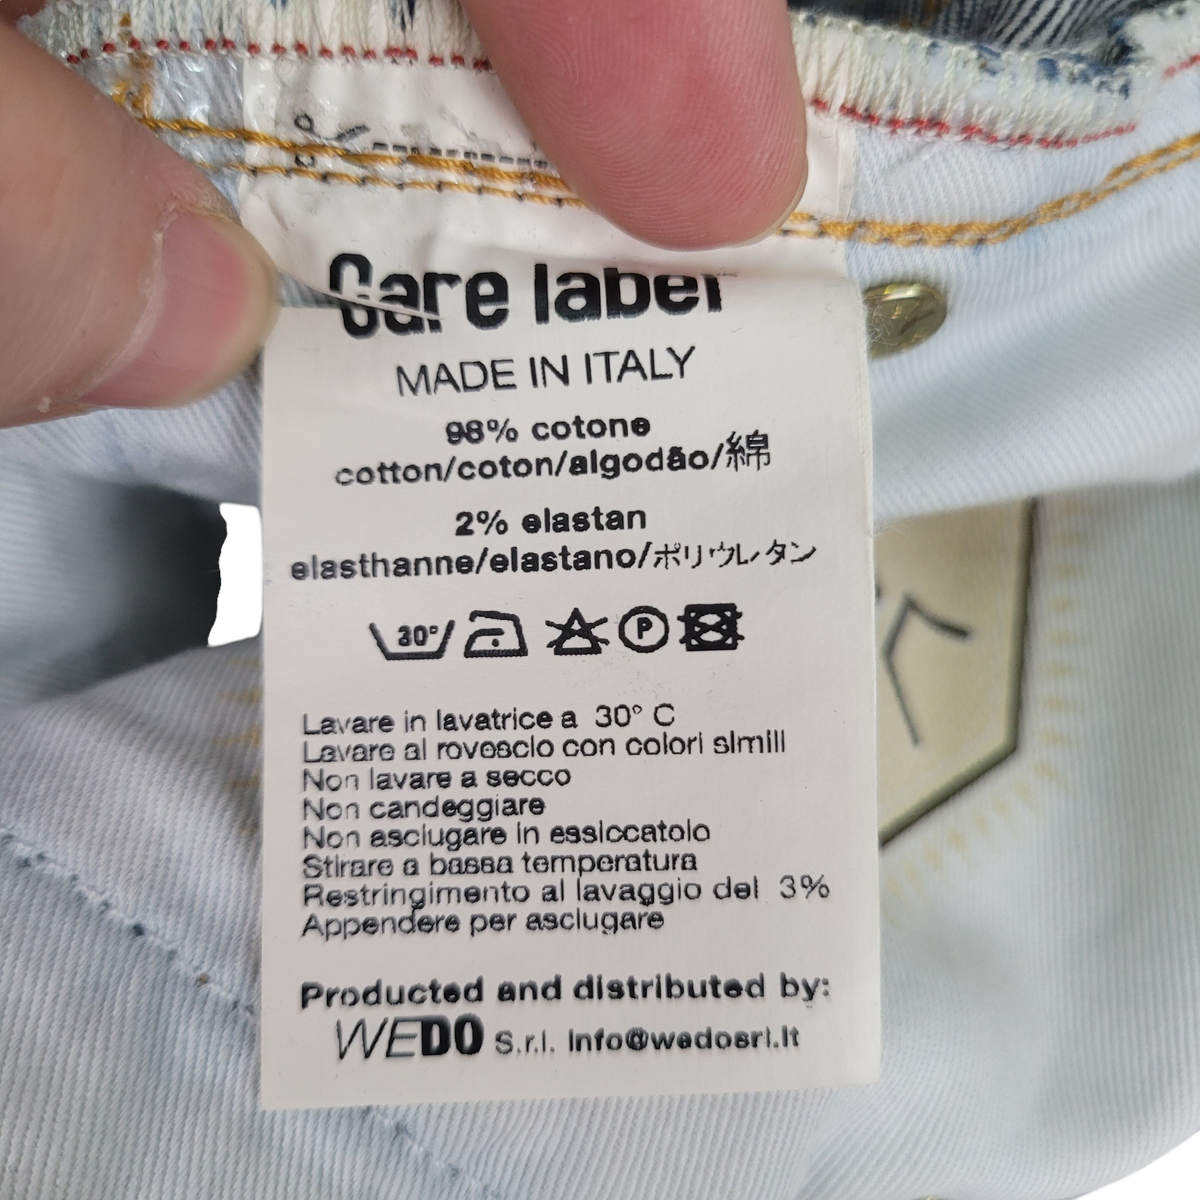 Care label
MADE IN ITALY
98% cotone
cotton/coton/algodão/綿
2% elastan
elasthanne/elastano/ポリウレタン
30° P
Lavare in lavatrice a 30° C
Lavare al rovescio con colori simili
Non lavare a secco
Non candeggiare
Non asciugare in essiccatoio
Stirare a bassa temperatura
Restringimento al lavaggio del 3%
Appendere per asciugare
Producted and distributed by:
WEDO S.r.l. Info@wedosrl.it